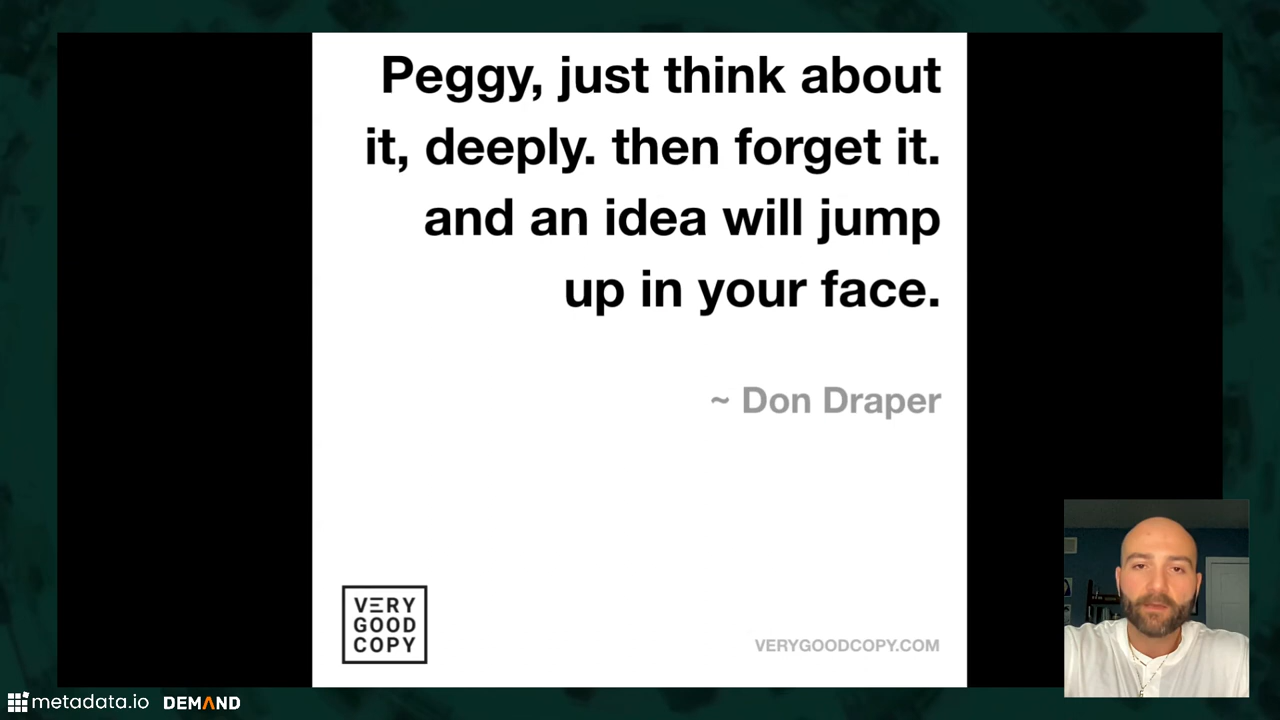 Peggy, just think about
it, deeply. then forget it.
and an idea will jump
up in your face.
~ Don Draper
VERY
GOOD
COPY
VERYGOODCOPY.COM
metadata.io DEMAND